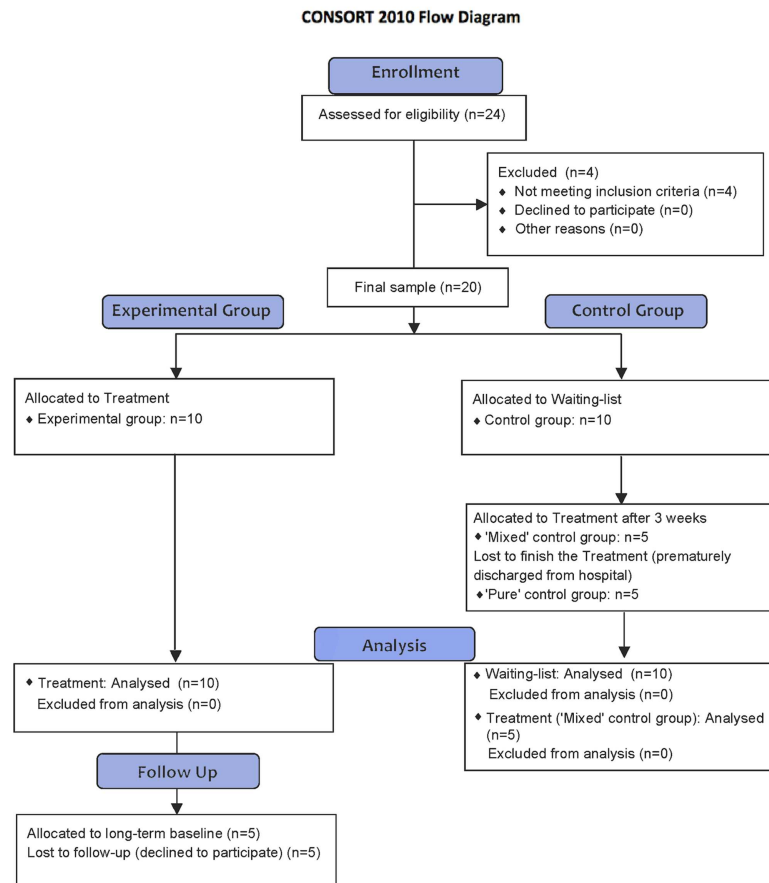 CONSORT 2010 Flow Diagram
Enrollment
Assessed for eligibility (n=24)
Excluded (n=4)
♦ Not meeting inclusion criteria (n=4)
♦ Declined to participate (n=0)
♦ Other reasons (n=0)
Final sample (n=20)
Experimental Group
Control Group
Allocated to Treatment
♦ Experimental group: n=10
Allocated to Waiting-list
♦ Control group: n=10
Allocated to Treatment after 3 weeks
♦ 'Mixed' control group: n=5
Lost to finish the Treatment (prematurely
discharged from hospital)
♦ 'Pure' control group: n=5
Analysis
♦ Treatment: Analysed (n=10)
Excluded from analysis (n=0)
♦ Waiting-list: Analysed (n=10)
Excluded from analysis (n=0)
♦ Treatment ('Mixed' control group): Analysed
(n=5)
Excluded from analysis (n=0)
Follow Up
Allocated to long-term baseline (n=5)
Lost to follow-up (declined to participate) (n=5)